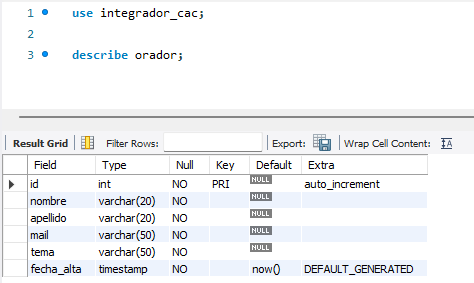 1 use integrador_cac;
2
3 describe orador;
Result Grid Filter Rows: Export: Wrap Cell Content:
Field Type Null Key Default Extra
id int NO PRI NULL auto_increment
nombre varchar(20) NO NULL
apellido varchar(20) NO NULL
mail varchar(50) NO NULL
tema varchar(50) NO NULL
fecha_alta timestamp NO now() DEFAULT_GENERATED